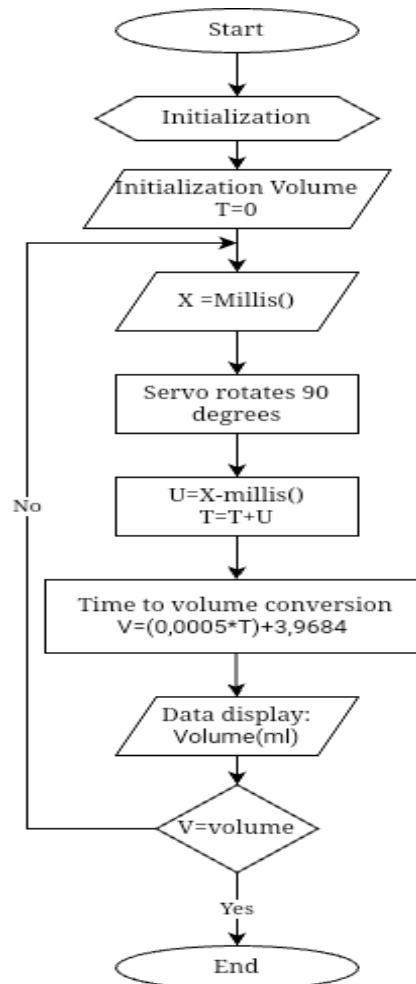 Start
Initialization
Initialization Volume
T=0
X =Millis()
Servo rotates 90
degrees
U=X-millis()
T=T+U
Time to volume conversion
V=(0,0005*T)+3,9684
Data display:
Volume(ml)
V=volume
No
Yes
End